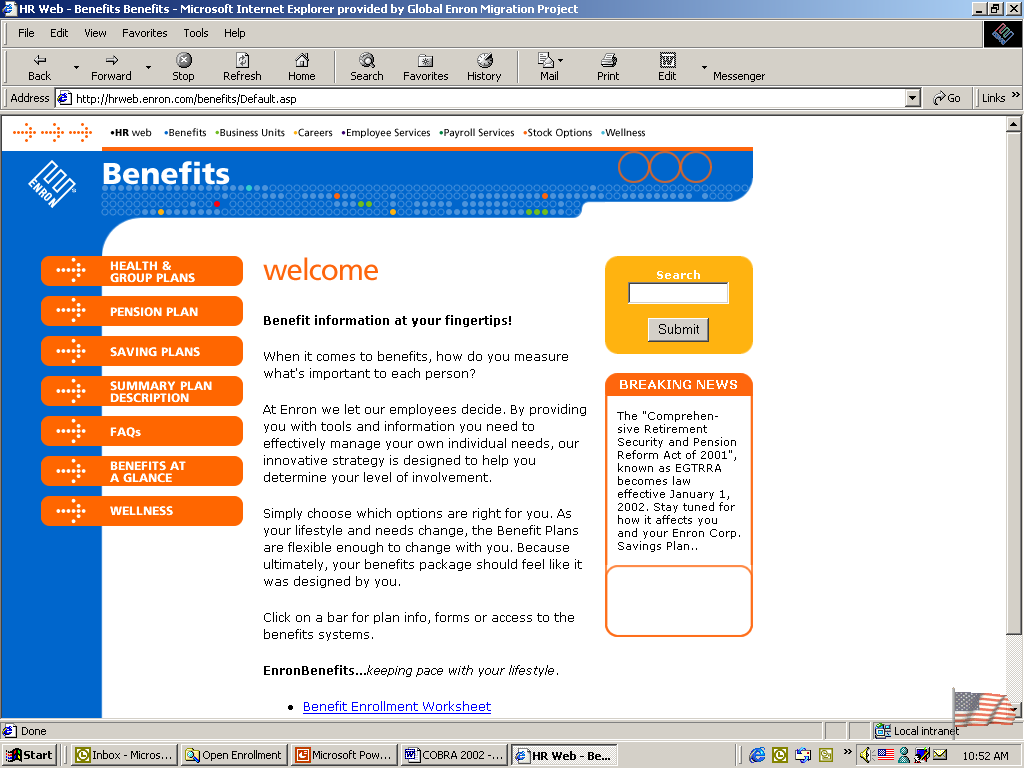 HR Web - Benefits Benefits - Microsoft Internet Explorer provided by Global Enron Migration Project
File Edit View Favorites Tools Help
Back Forward Stop Refresh Home Search Favorites History Mail Print Edit Messenger
Address http://hrweb.enron.com/benefits/Default.asp Go Links »
•HR web •Benefits •Business Units •Careers •Employee Services •Payroll Services •Stock Options •Wellness
ENRON
Benefits
HEALTH &
GROUP PLANS
PENSION PLAN
SAVING PLANS
SUMMARY PLAN
DESCRIPTION
FAQs
BENEFITS AT
A GLANCE
WELLNESS
welcome
Benefit information at your fingertips!
When it comes to benefits, how do you measure
what's important to each person?
At Enron we let our employees decide. By providing
you with tools and information you need to
effectively manage your own individual needs, our
innovative strategy is designed to help you
determine your level of involvement.
Simply choose which options are right for you. As
your lifestyle and needs change, the Benefit Plans
are flexible enough to change with you. Because
ultimately, your benefits package should feel like it
was designed by you.
Click on a bar for plan info, forms or access to the
benefits systems.
EnronBenefits...keeping pace with your lifestyle.
• Benefit Enrollment Worksheet
Search
Submit
BREAKING NEWS
The "Comprehen-
sive Retirement
Security and Pension
Reform Act of 2001",
known as EGTRRA
becomes law
effective January 1,
2002. Stay tuned for
how it affects you
and your Enron Corp.
Savings Plan..
Done Local intranet
Start Inbox - Micros... Open Enrollment Microsoft Pow... COBRA 2002 -... HR Web - Be... » 10:52 AM